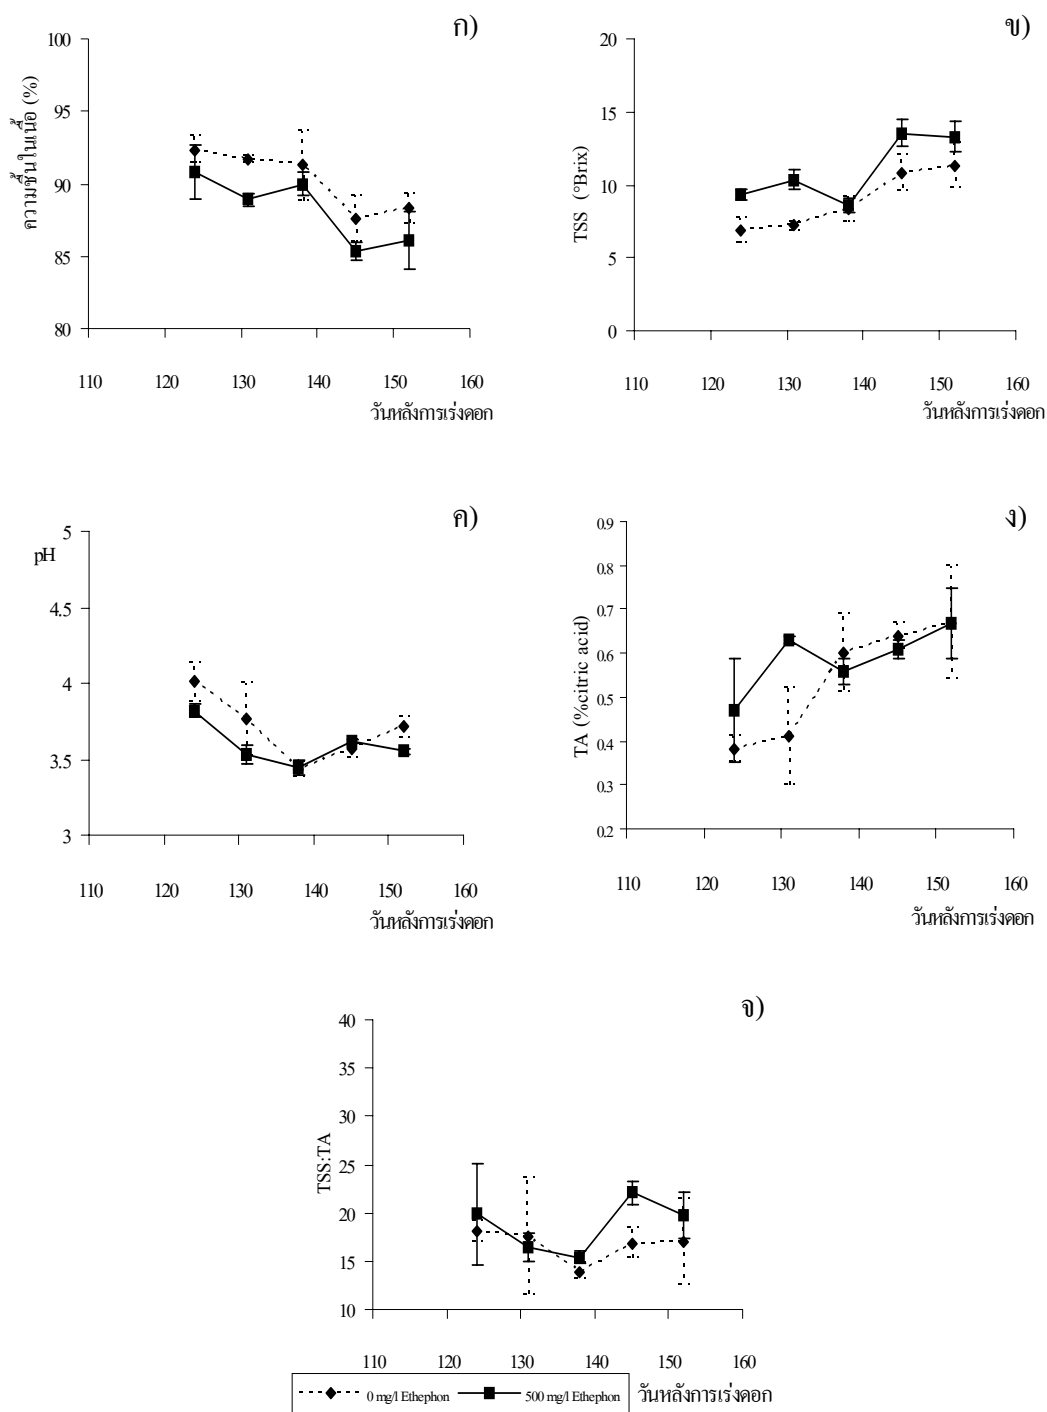 ก)
100
95
90
85
80
ความชื้นในเนื้อ (%)
110 120 130 140 150 160
วันหลังการเร่งดอก
ข)
20
15
10
5
0
TSS (°Brix)
110 120 130 140 150 160
วันหลังการเร่งดอก
ค)
5
4.5
4
3.5
3
pH
110 120 130 140 150 160
วันหลังการเร่งดอก
ง)
0.9
0.8
0.7
0.6
0.5
0.4
0.3
0.2
TA (%citric acid)
110 120 130 140 150 160
วันหลังการเร่งดอก
จ)
40
35
30
25
20
15
10
TSS:TA
110 120 130 140 150 160
วันหลังการเร่งดอก
0 mg/l Ethephon 500 mg/l Ethephon